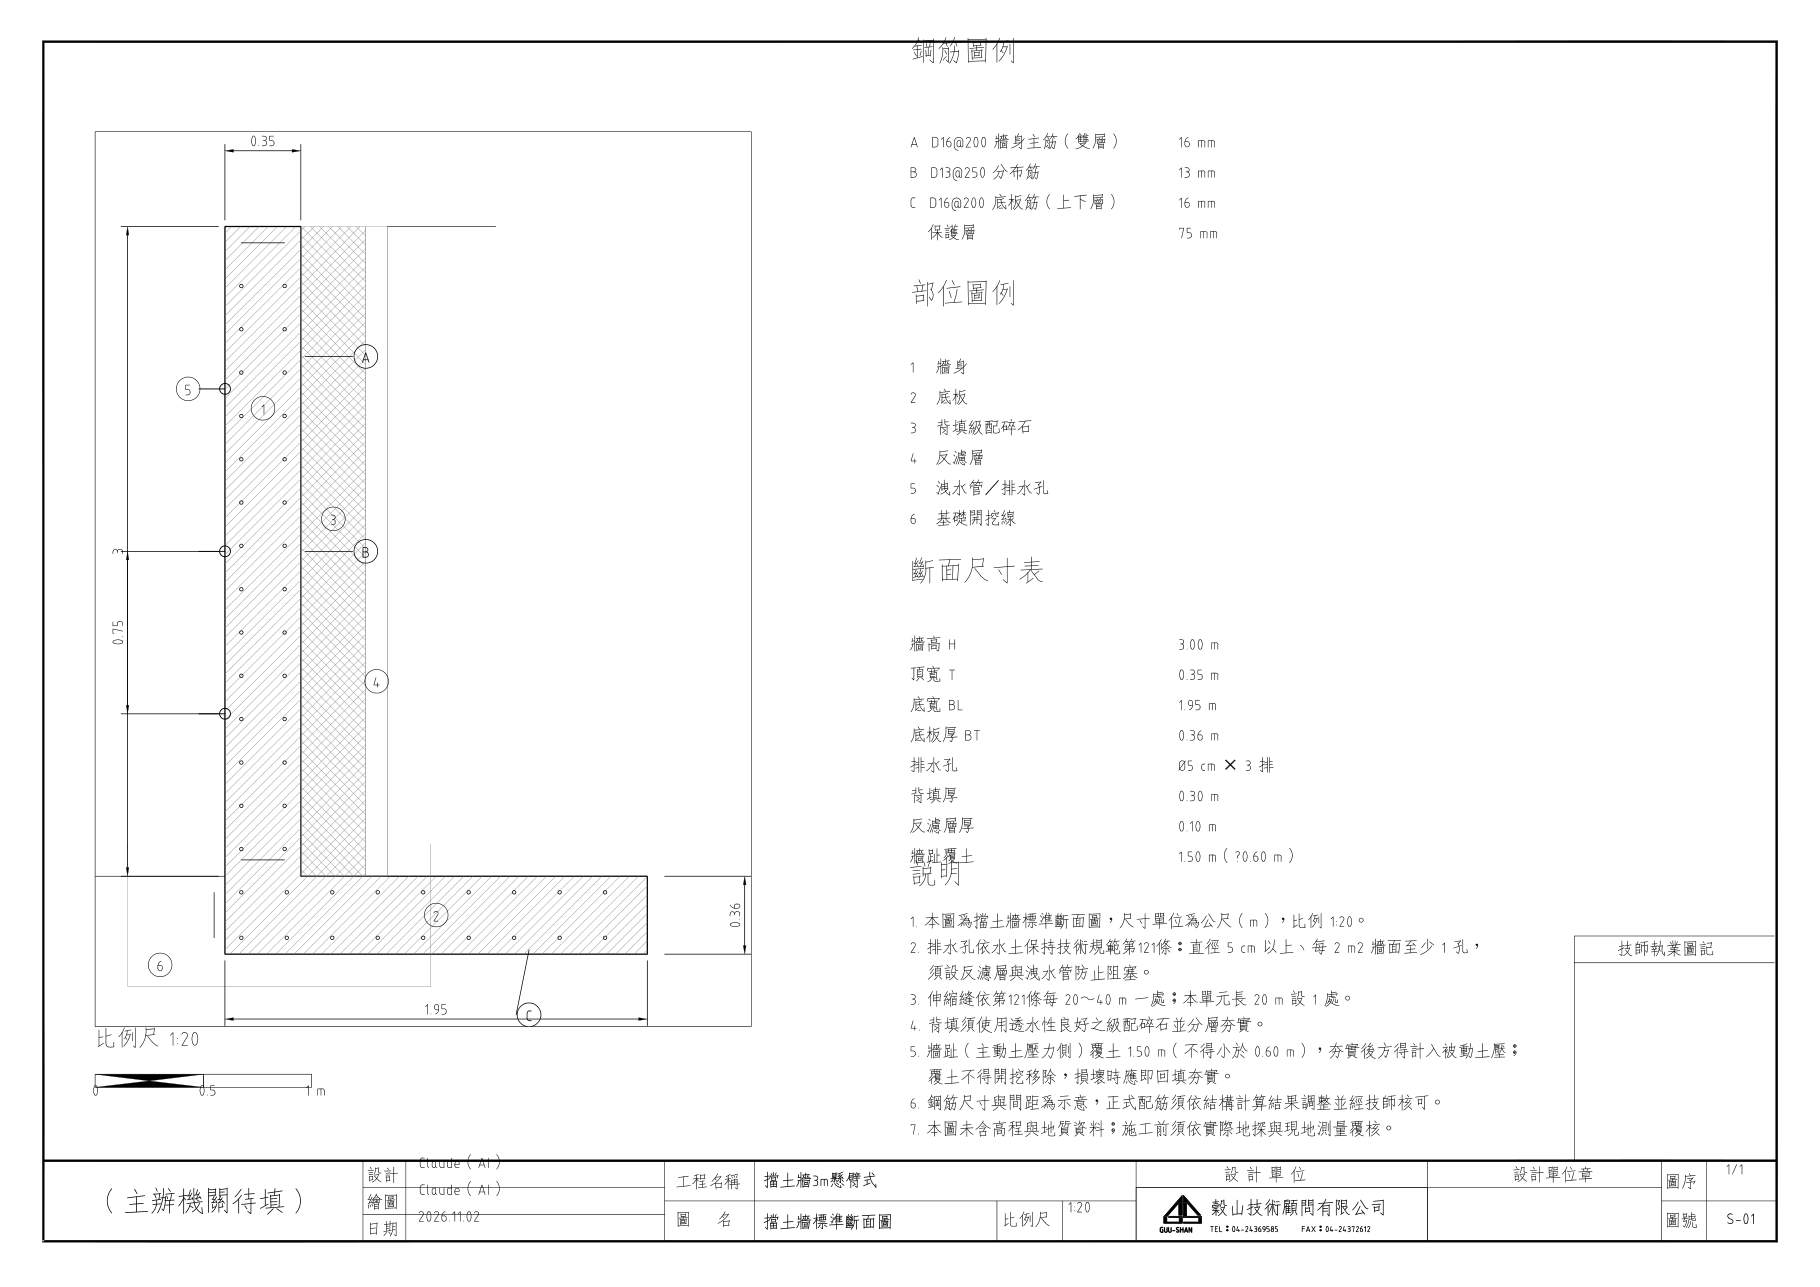 鋼筋圖例
A D16@200 牆身主筋（雙層） 16 mm
B D13@250 分布筋 13 mm
C D16@200 底板筋（上下層） 16 mm
保護層 75 mm
部位圖例
1 牆身
2 底板
3 背填級配碎石
4 反濾層
5 洩水管／排水孔
6 基礎開挖線
斷面尺寸表
牆高 H 3.00 m
頂寬 T 0.35 m
底寬 BL 1.95 m
底板厚 BT 0.36 m
排水孔 Ø5 cm × 3 排
背填厚 0.30 m
反濾層厚 0.10 m
牆趾覆土 1.50 m（?0.60 m）
說明
1. 本圖為擋土牆標準斷面圖，尺寸單位為公尺（m），比例 1:20。
2. 排水孔依水土保持技術規範第121條：直徑 5 cm 以上、每 2 m2 牆面至少 1 孔，
須設反濾層與洩水管防止阻塞。
3. 伸縮縫依第121條每 20～40 m 一處；本單元長 20 m 設 1 處。
4. 背填須使用透水性良好之級配碎石並分層夯實。
5. 牆趾（主動土壓力側）覆土 1.50 m（不得小於 0.60 m），夯實後方得計入被動土壓；
覆土不得開挖移除，損壞時應即回填夯實。
6. 鋼筋尺寸與間距為示意，正式配筋須依結構計算結果調整並經技師核可。
7. 本圖未含高程與地質資料；施工前須依實際地探與現地測量覆核。
0.35
A
5
1
3
3
B
0.75
4
2
0.36
6
1.95
C
比例尺 1:20
0 0.5 1 m
技師執業圖記
（主辦機關待填）
設計 Claude（AI）
繪圖 Claude（AI）
日期 2026.11.02
工程名稱 擋土牆3m懸臂式
圖 名 擋土牆標準斷面圖
比例尺 1:20
設計單位
GUU-SHAN
穀山技術顧問有限公司
TEL：04-24369585 FAX：04-24372612
設計單位章
圖序 1/1
圖號 S-01